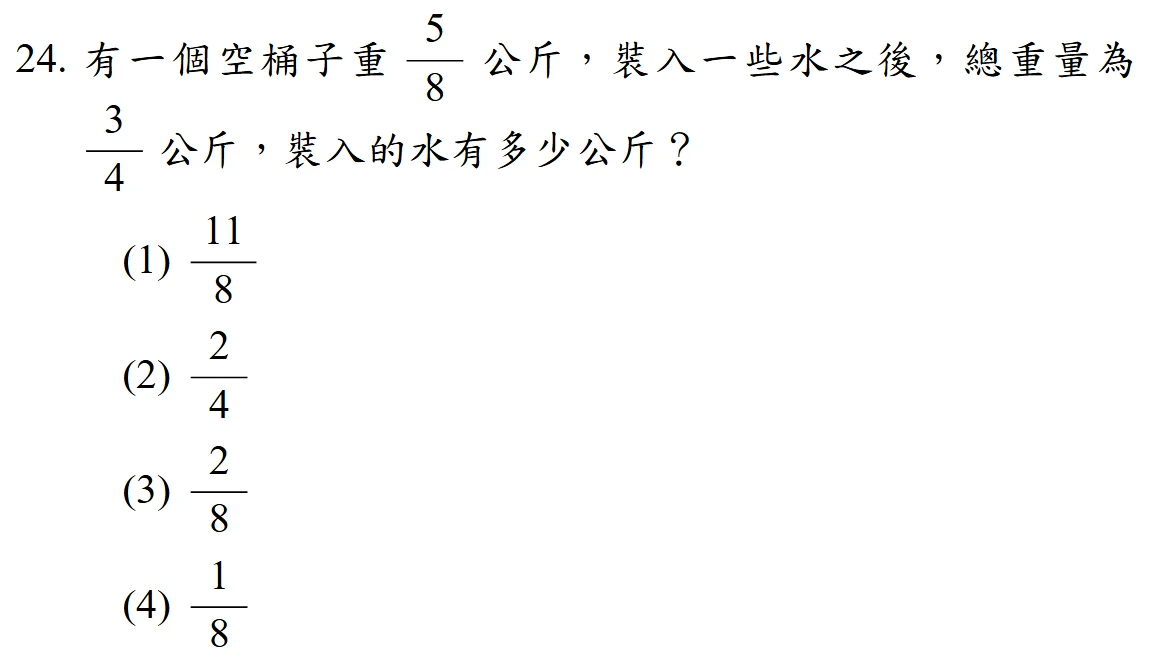 24. 有一個空桶子重 5/8 公斤，裝入一些水之後，總重量為
3/4 公斤，裝入的水有多少公斤？
(1) 11/8
(2) 2/4
(3) 2/8
(4) 1/8